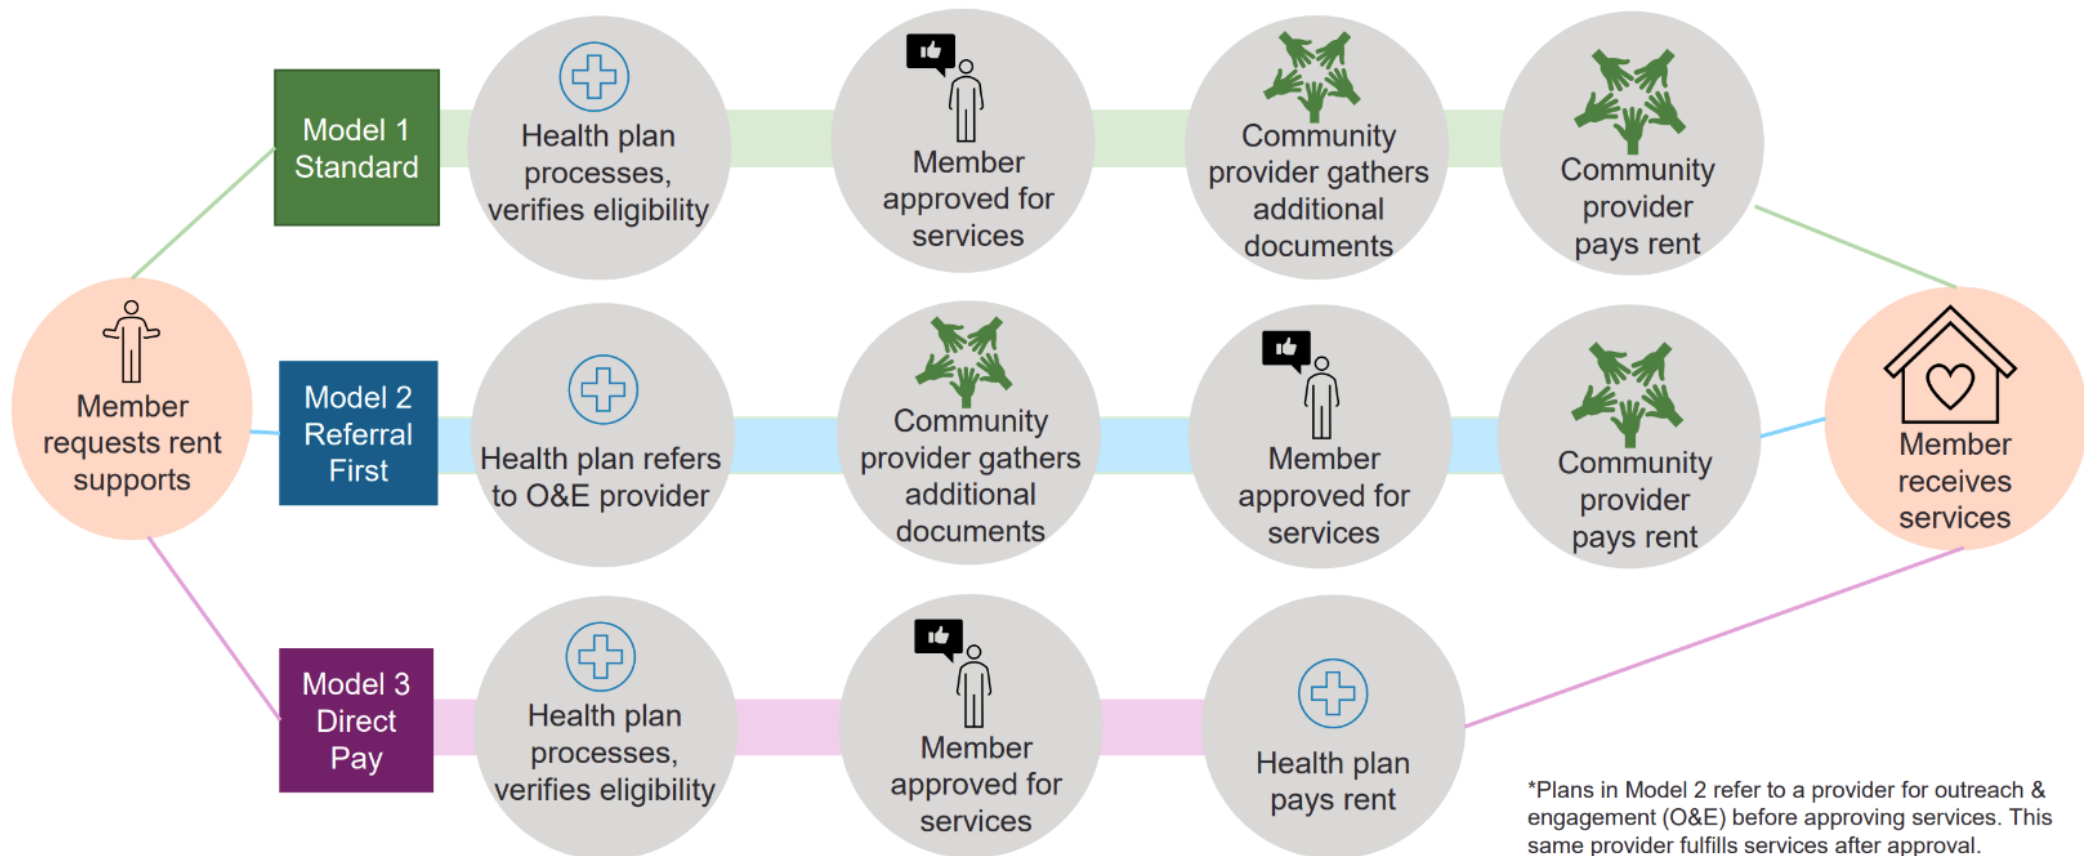 Member
requests rent
supports
Model 1
Standard
Health plan
processes,
verifies eligibility
Member
approved for
services
Community
provider gathers
additional
documents
Community
provider
pays rent
Model 2
Referral
First
Health plan refers
to O&E provider
Community
provider gathers
additional
documents
Member
approved for
services
Community
provider
pays rent
Model 3
Direct
Pay
Health plan
processes,
verifies eligibility
Member
approved for
services
Health plan
pays rent
Member
receives
services
*Plans in Model 2 refer to a provider for outreach &
engagement (O&E) before approving services. This
same provider fulfills services after approval.